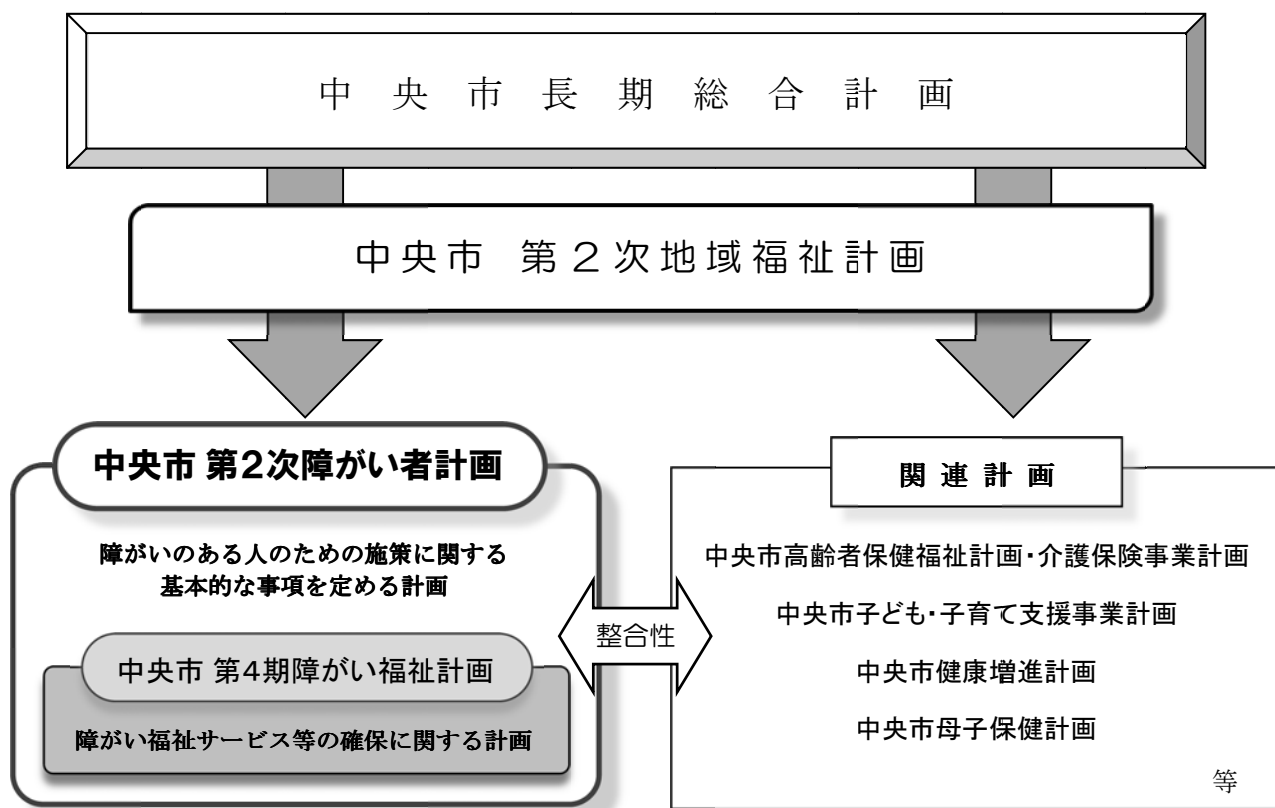 中央市長期総合計画
中央市 第2次地域福祉計画
中央市 第2次障がい者計画
障がいのある人のための施策に関する
基本的な事項を定める計画
中央市 第4期障がい福祉計画
障がい福祉サービス等の確保に関する計画
整合性
関連計画
中央市高齢者保健福祉計画・介護保険事業計画
中央市子ども・子育て支援事業計画
中央市健康増進計画
中央市母子保健計画
等